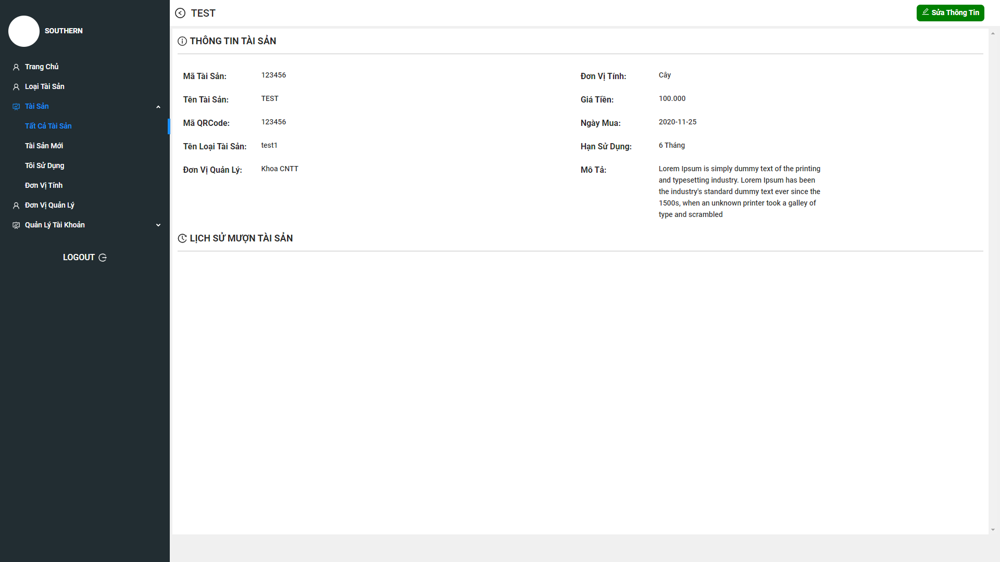 SOUTHERN
Trang Chủ
Loại Tài Sản
Tài Sản
Tất Cả Tài Sản
Tài Sản Mới
Tôi Sử Dụng
Đơn Vị Tính
Đơn Vị Quản Lý
Quản Lý Tài Khoản
LOGOUT
TEST
Sửa Thông Tin
THÔNG TIN TÀI SẢN
Mã Tài Sản: 123456
Tên Tài Sản: TEST
Mã QRCode: 123456
Tên Loại Tài Sản: test1
Đơn Vị Quản Lý: Khoa CNTT
Đơn Vị Tính: Cây
Giá Tiền: 100.000
Ngày Mua: 2020-11-25
Hạn Sử Dụng: 6 Tháng
Mô Tả: Lorem Ipsum is simply dummy text of the printing
and typesetting industry. Lorem Ipsum has been
the industry's standard dummy text ever since the
1500s, when an unknown printer took a galley of
type and scrambled
LỊCH SỬ MƯỢN TÀI SẢN